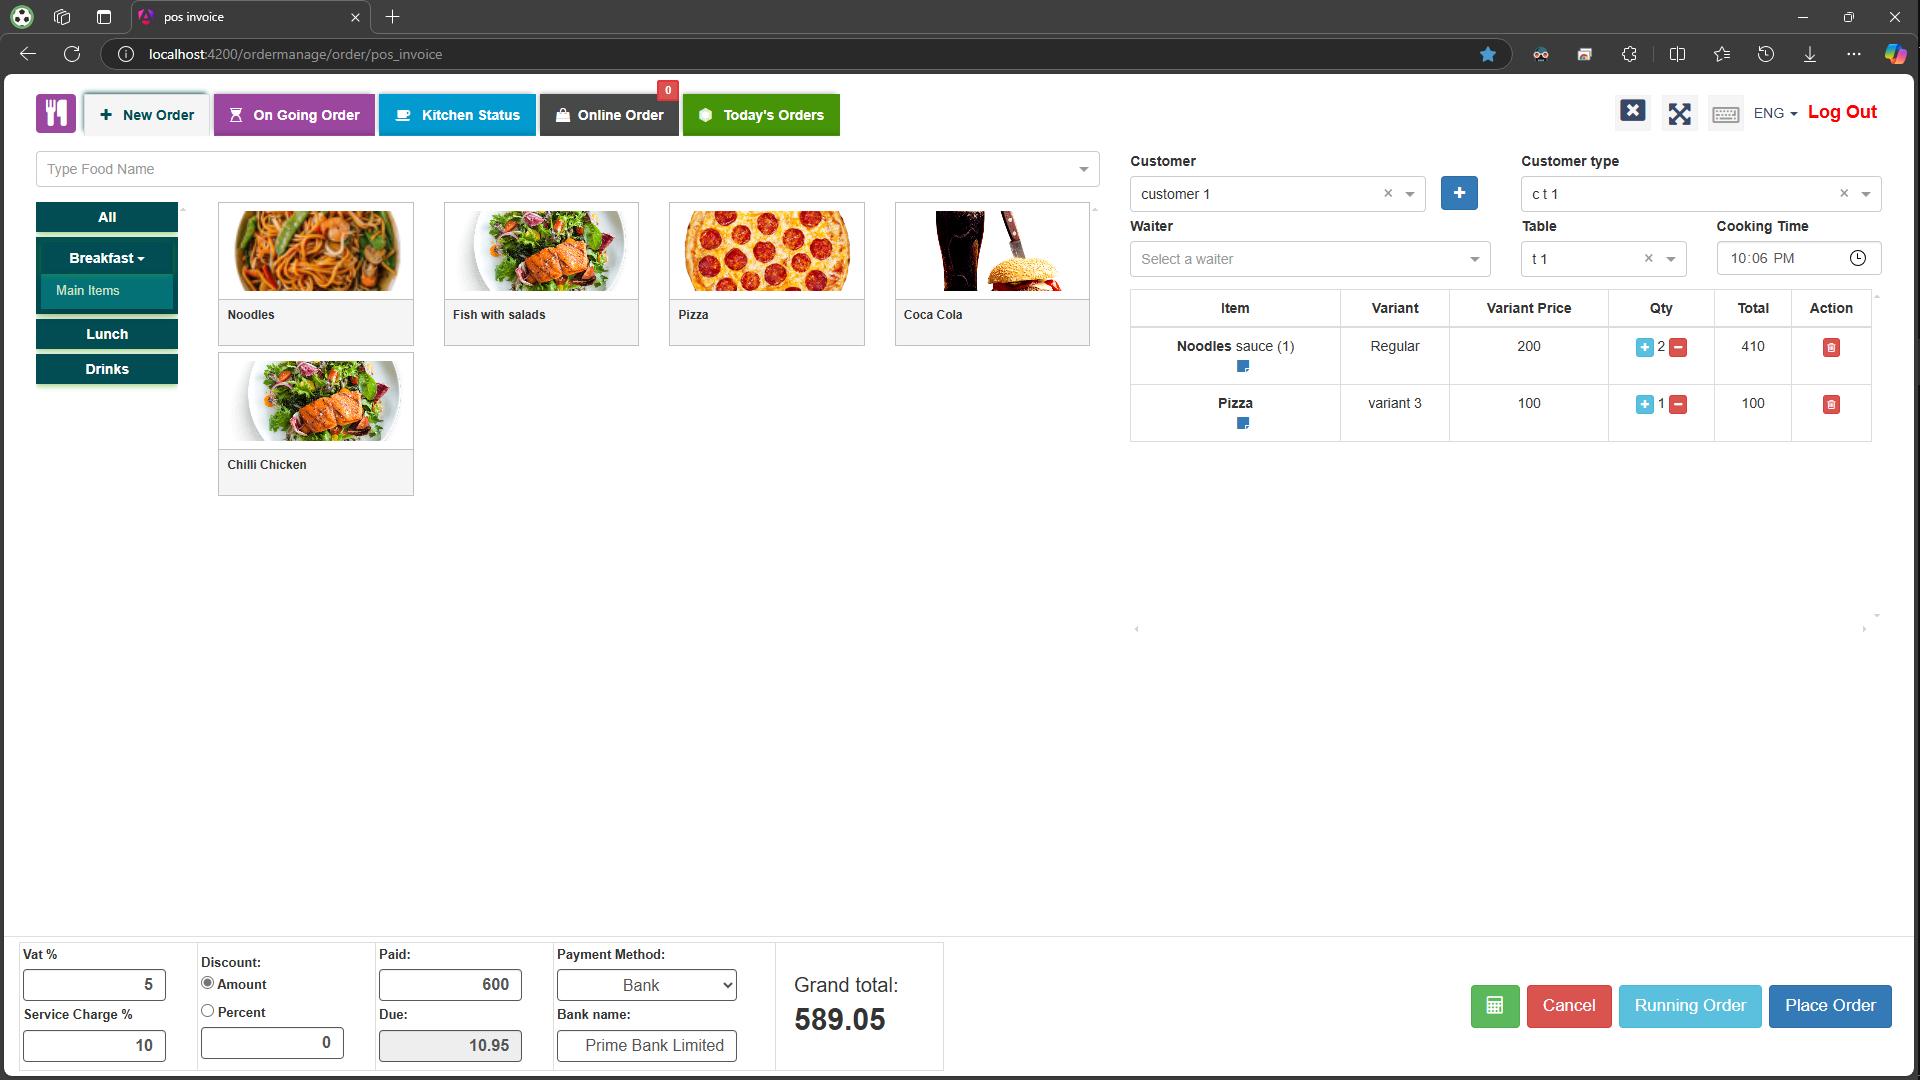 pos invoice
localhost:4200/ordermanage/order/pos_invoice
New Order
On Going Order
Kitchen Status
Online Order
0
Today's Orders
ENG
Log Out
Type Food Name
All
Breakfast
Main Items
Lunch
Drinks
Noodles
Fish with salads
Pizza
Coca Cola
Chilli Chicken
Customer
customer 1
Customer type
c t 1
Waiter
Select a waiter
Table
t 1
Cooking Time
10:06 PM
Item Variant Variant Price Qty Total Action
Noodles sauce (1) Regular 200 2 410
Pizza variant 3 100 1 100
Vat %
5
Service Charge %
10
Discount:
Amount
Percent
0
Paid:
600
Due:
10.95
Payment Method:
Bank
Bank name:
Prime Bank Limited
Grand total:
589.05
Cancel
Running Order
Place Order